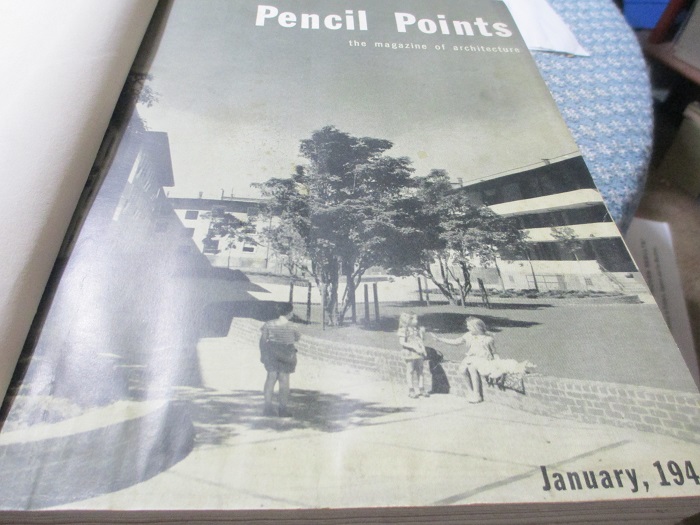 Pencil Points
the magazine of architecture
January, 194